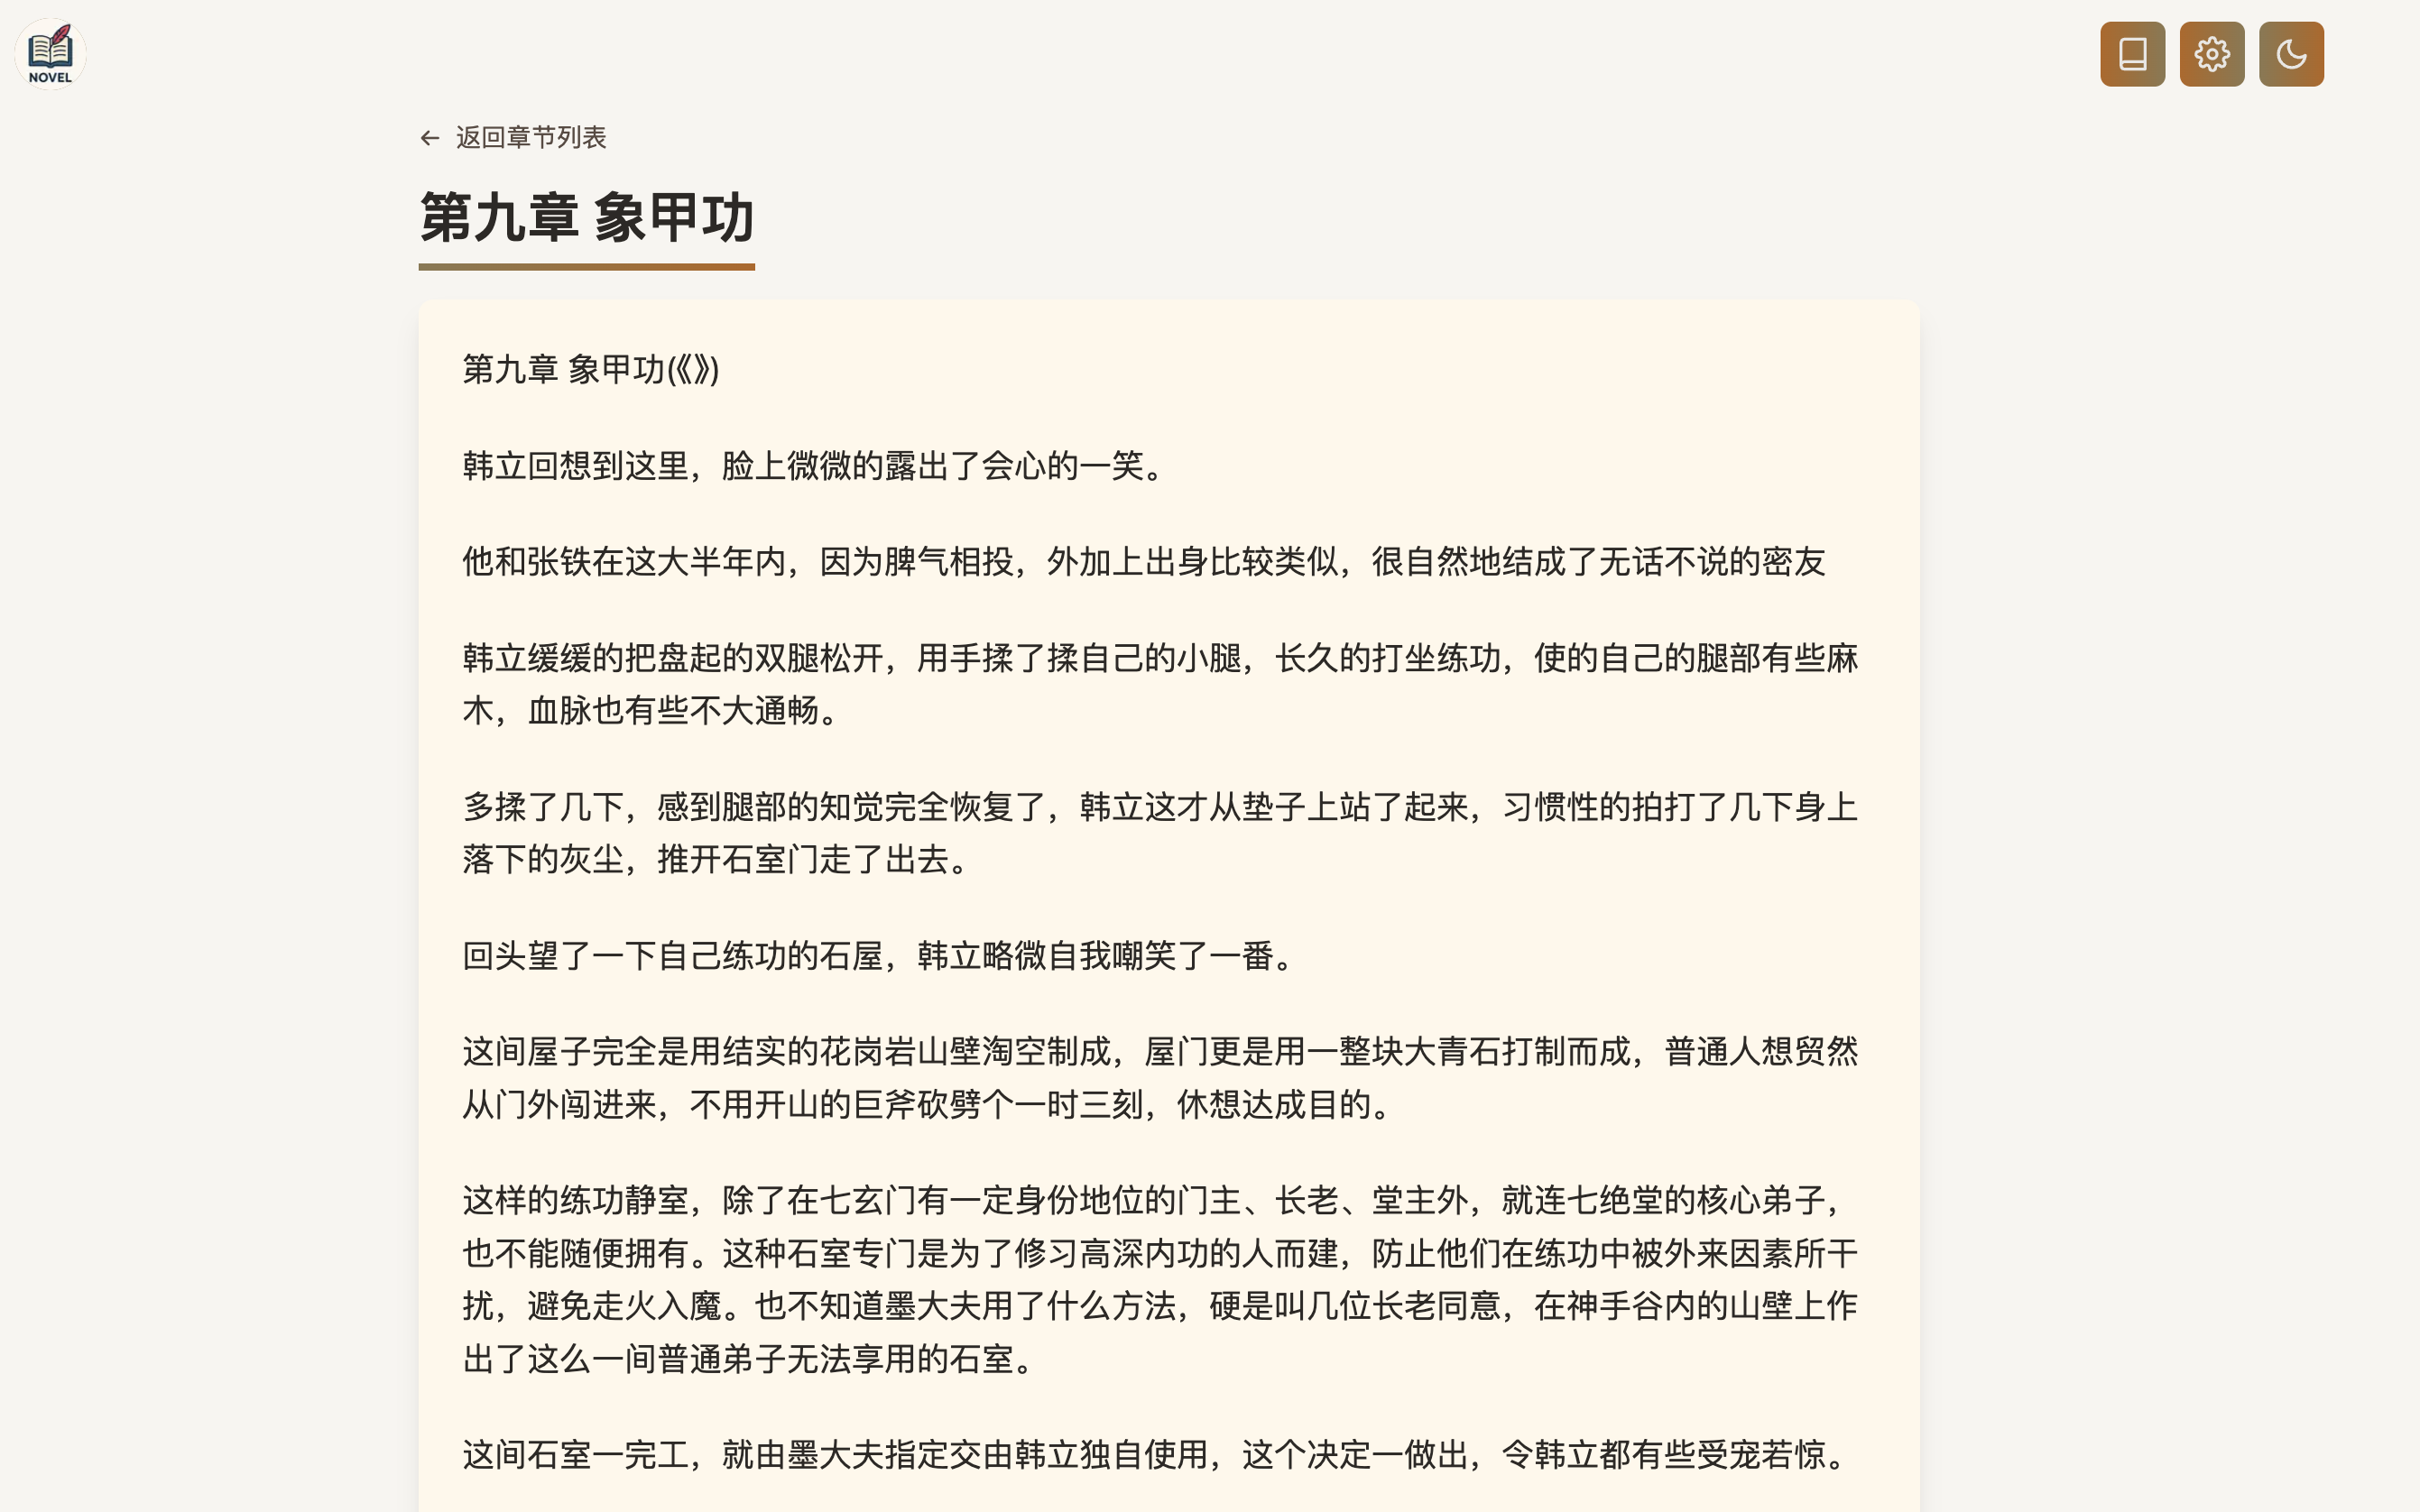 NOVEL
返回章节列表
第九章 象甲功
第九章 象甲功(《》)
韩立回想到这里，脸上微微的露出了会心的一笑。
他和张铁在这大半年内，因为脾气相投，外加上出身比较类似，很自然地结成了无话不说的密友
韩立缓缓的把盘起的双腿松开，用手揉了揉自己的小腿，长久的打坐练功，使的自己的腿部有些麻
木，血脉也有些不大通畅。
多揉了几下，感到腿部的知觉完全恢复了，韩立这才从垫子上站了起来，习惯性的拍打了几下身上
落下的灰尘，推开石室门走了出去。
回头望了一下自己练功的石屋，韩立略微自我嘲笑了一番。
这间屋子完全是用结实的花岗岩山壁淘空制成，屋门更是用一整块大青石打制而成，普通人想贸然
从门外闯进来，不用开山的巨斧砍劈个一时三刻，休想达成目的。
这样的练功静室，除了在七玄门有一定身份地位的门主、长老、堂主外，就连七绝堂的核心弟子，
也不能随便拥有。这种石室专门是为了修习高深内功的人而建，防止他们在练功中被外来因素所干
扰，避免走火入魔。也不知道墨大夫用了什么方法，硬是叫几位长老同意，在神手谷内的山壁上作
出了这么一间普通弟子无法享用的石室。
这间石室一完工，就由墨大夫指定交由韩立独自使用，这个决定一做出，令韩立都有些受宠若惊。